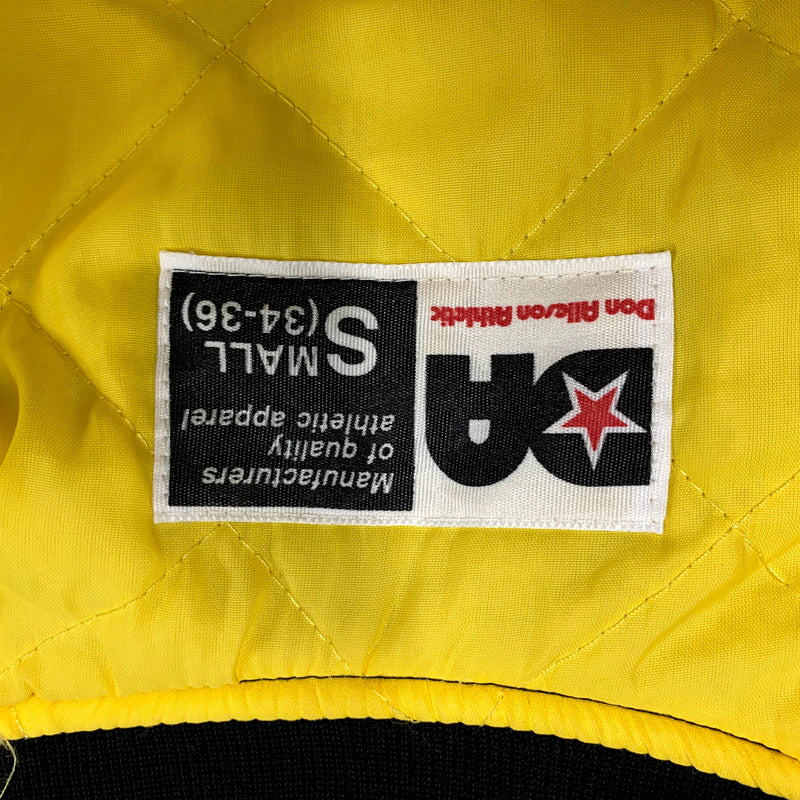 DA
Don Alleson Athletic
Manufacturers
of quality
athletic apparel
SMALL
S(34-36)